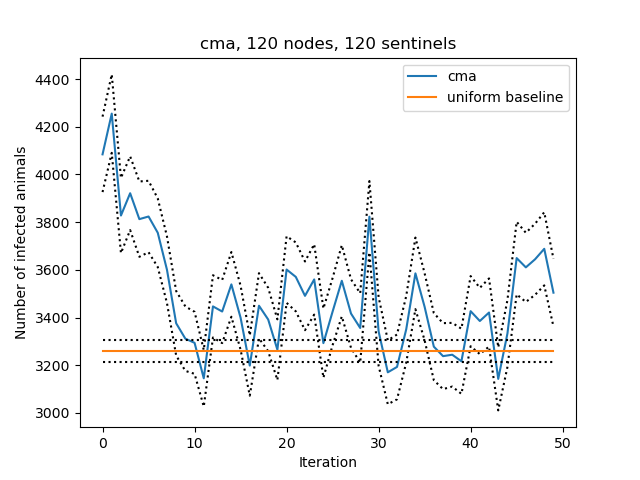 cma, 120 nodes, 120 sentinels
cma
uniform baseline
Number of infected animals
4400
4200
4000
3800
3600
3400
3200
3000
0
10
20
30
40
50
Iteration